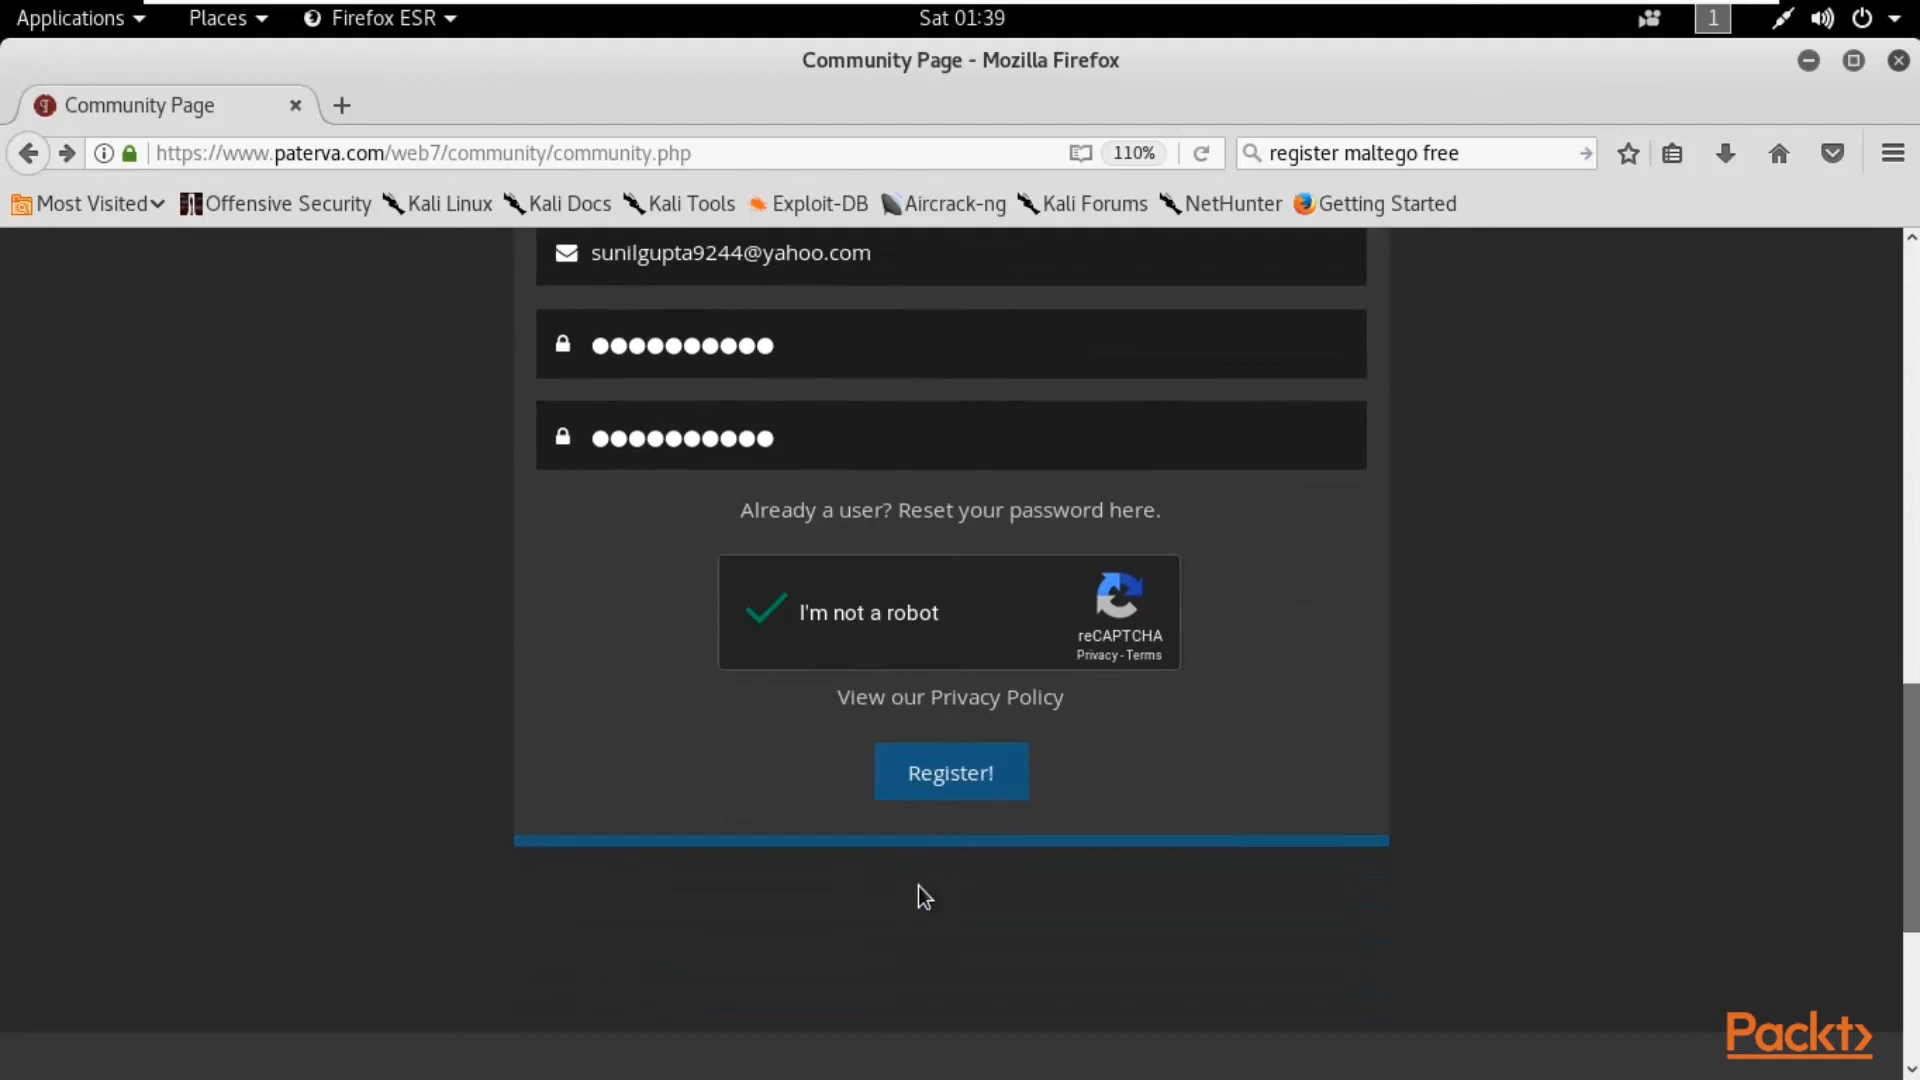 Applications Places Firefox ESR Sat 01:39 1
Community Page - Mozilla Firefox
Community Page
https://www.paterva.com/web7/community/community.php 110% register maltego free
Most Visited Offensive Security Kali Linux Kali Docs Kali Tools Exploit-DB Aircrack-ng Kali Forums NetHunter Getting Started
sunilgupta9244@yahoo.com
●●●●●●●●●●
●●●●●●●●●●
Already a user? Reset your password here.
I'm not a robot
reCAPTCHA
Privacy - Terms
View our Privacy Policy
Register!
Packt>